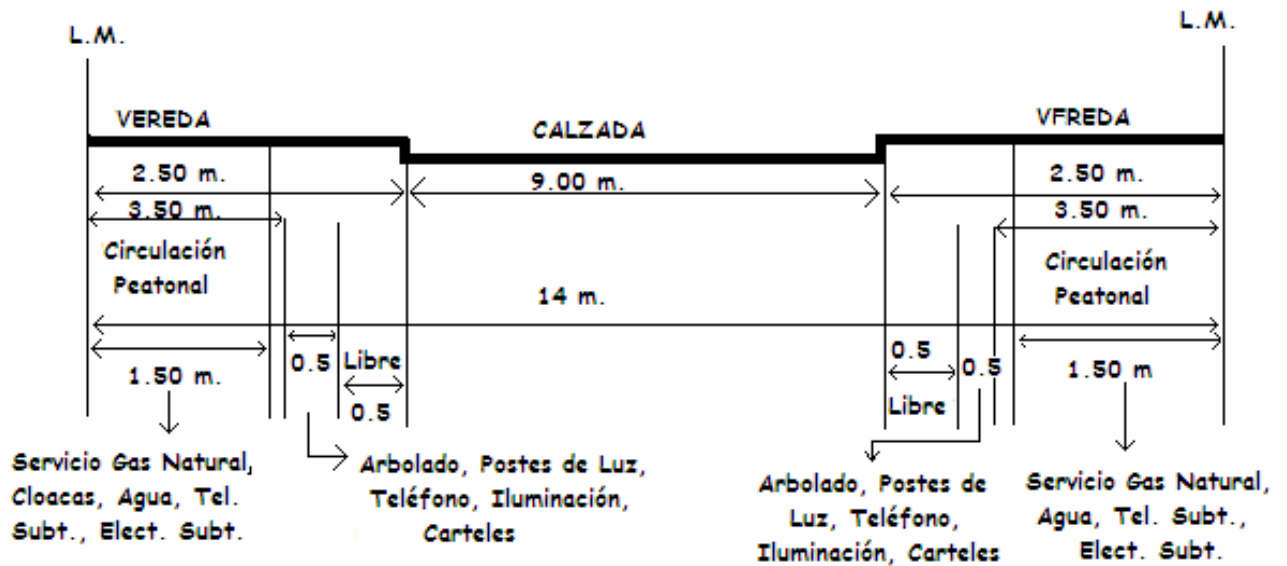 L.M.
L.M.
VEREDA
CALZADA
VFREDA
2.50 m.
9.00 m.
2.50 m.
3.50 m.
3.50 m.
Circulación
Peatonal
Circulación
Peatonal
14 m.
0.5
Libre
0.5
0.5
1.50 m.
0.5
Libre
1.50 m
Servicio Gas Natural,
Cloacas, Agua, Tel.
Subt., Elect. Subt.
Arbolado, Postes de Luz,
Teléfono, Iluminación,
Carteles
Arbolado, Postes de
Luz, Teléfono,
Iluminación, Carteles
Servicio Gas Natural,
Agua, Tel. Subt.,
Elect. Subt.